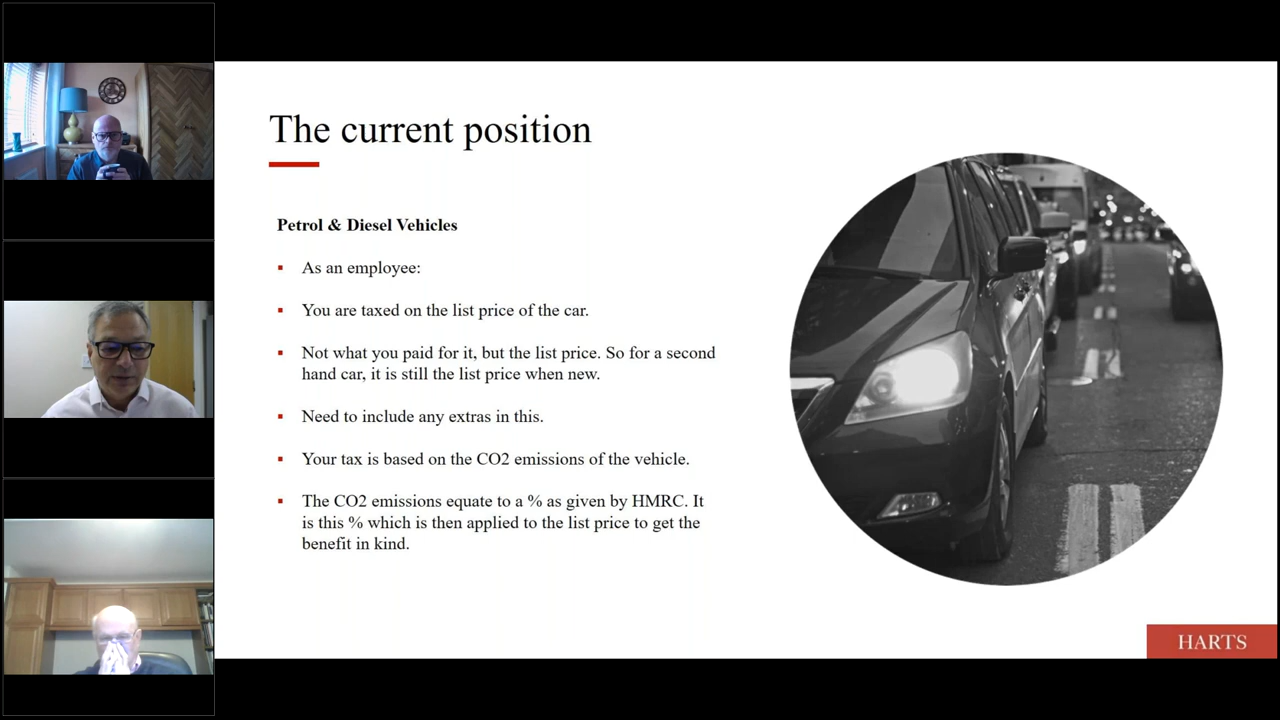 The current position
Petrol & Diesel Vehicles
▪ As an employee:
▪ You are taxed on the list price of the car.
▪ Not what you paid for it, but the list price. So for a second
hand car, it is still the list price when new.
▪ Need to include any extras in this.
▪ Your tax is based on the CO2 emissions of the vehicle.
▪ The CO2 emissions equate to a % as given by HMRC. It
is this % which is then applied to the list price to get the
benefit in kind.
HARTS